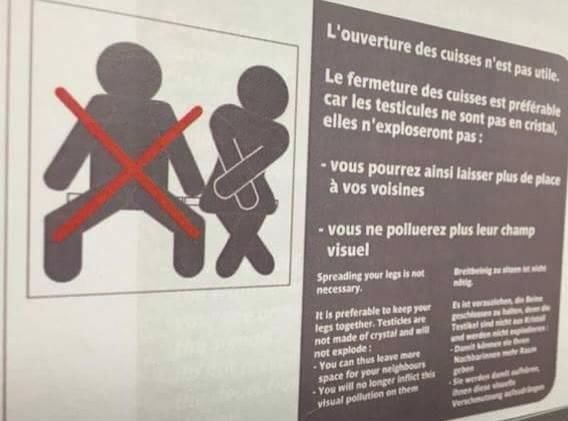 L'ouverture des cuisses n'est pas utile.
Le fermeture des cuisses est préférable
car les testicules ne sont pas en cristal,
elles n'exploseront pas :
- vous pourrez ainsi laisser plus de place
à vos voisines
- vous ne polluerez plus leur champ
visuel
Spreading your legs is not
necessary.
It is preferable to keep your
legs together. Testicles are
not made of crystal and will
not explode :
- You can thus leave more
space for your neighbours
- You will no longer inflict this
visual pollution on them
Breitbeinig zu sitzen ist nicht
nötig.
Es ist vorzuziehen, die Beine
geschlossen zu halten, denn die
Testikel sind nicht aus Kristall
und werden nicht explodieren :
- Damit können sie Ihren
Nachbarinnen mehr Raum
geben
- Sie werden damit aufhören,
ihnen diese visuelle
Verschmutzung aufzudrängen